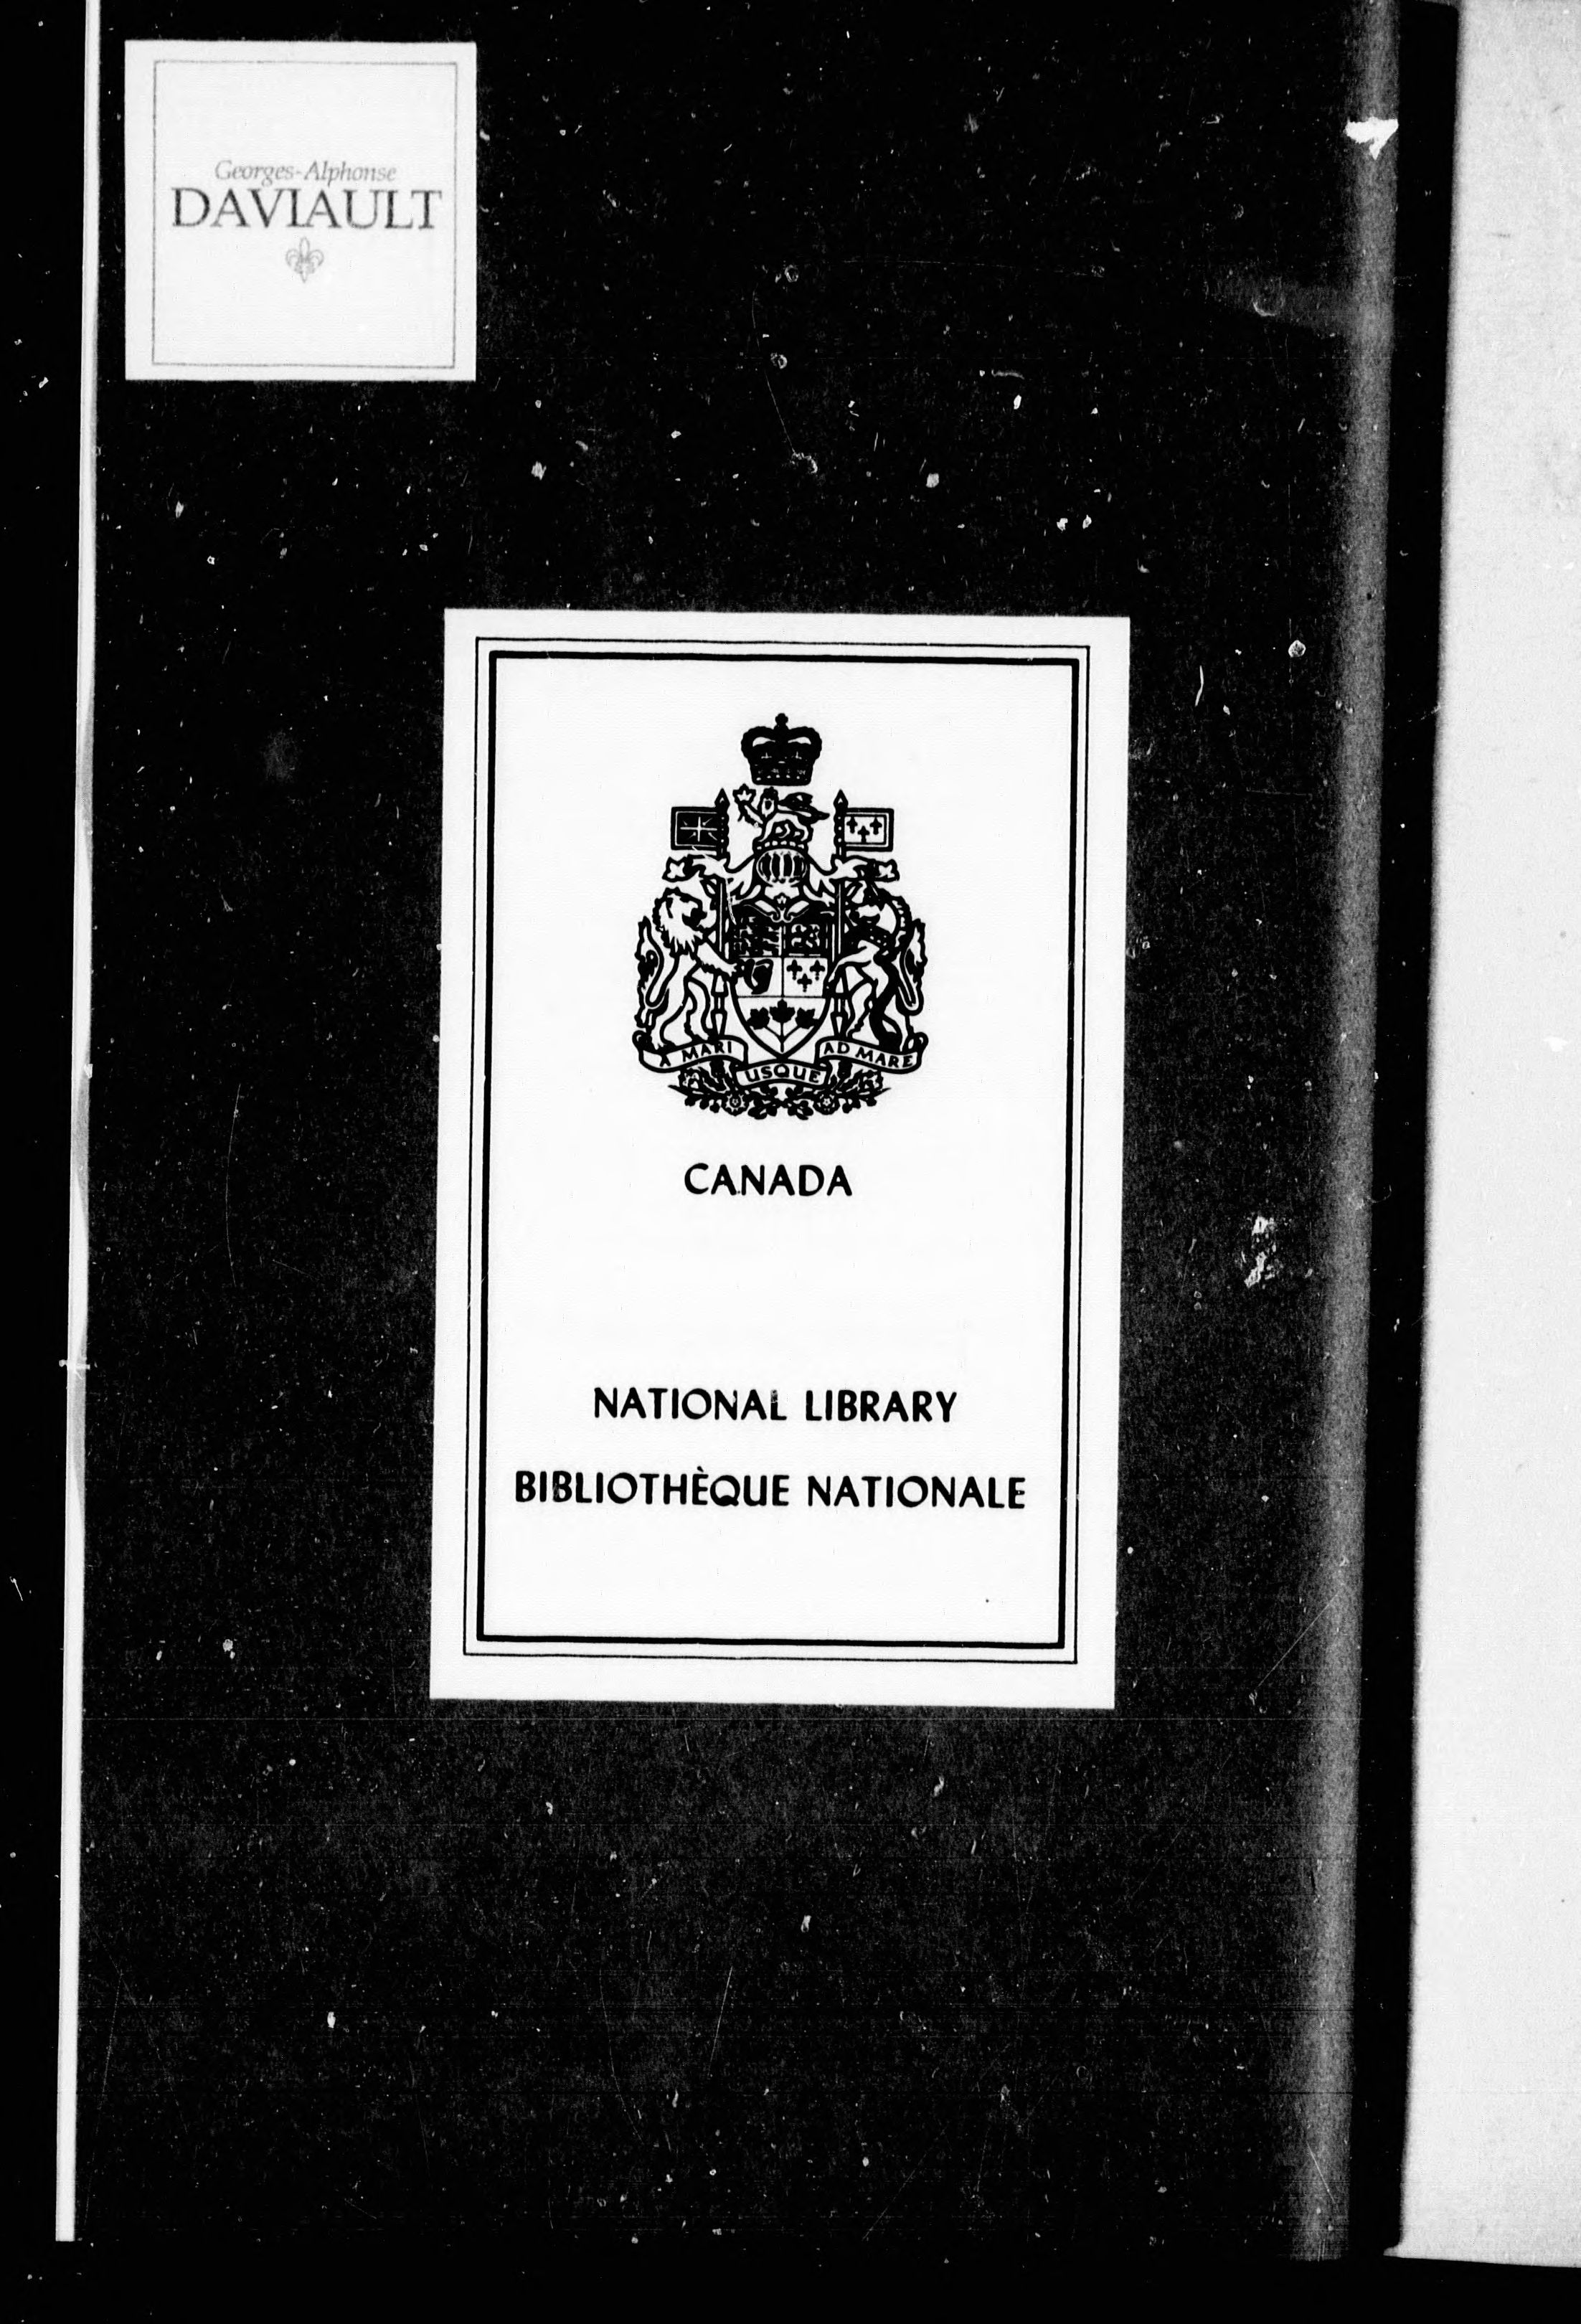 Georges-Alphonse
DAVIAULT
A MARI USQUE AD MARE
CANADA
NATIONAL LIBRARY
BIBLIOTHÈQUE NATIONALE